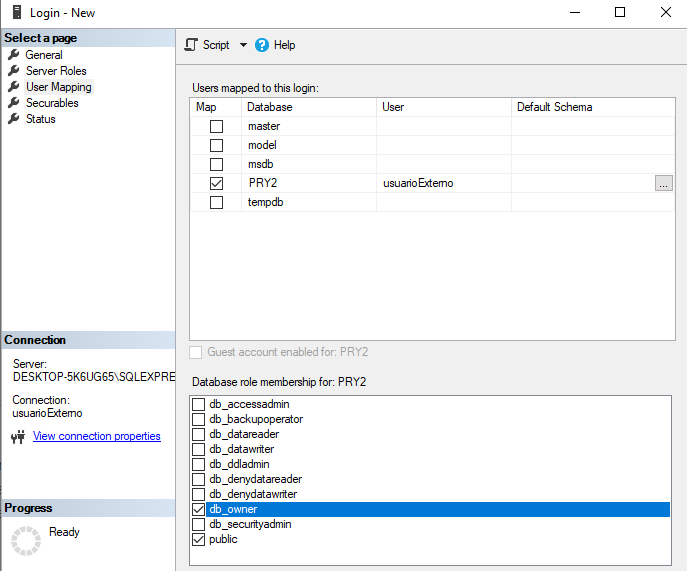 Login - New
Select a page
General
Server Roles
User Mapping
Securables
Status
Script
Help
Users mapped to this login:
Map Database User Default Schema
master
model
msdb
PRY2 usuarioExterno ...
tempdb
Guest account enabled for: PRY2
Database role membership for: PRY2
db_accessadmin
db_backupoperator
db_datareader
db_datawriter
db_ddladmin
db_denydatareader
db_denydatawriter
db_owner
db_securityadmin
public
Connection
Server:
DESKTOP-5K6UG65\SQLEXPRE
Connection:
usuarioExterno
View connection properties
Progress
Ready